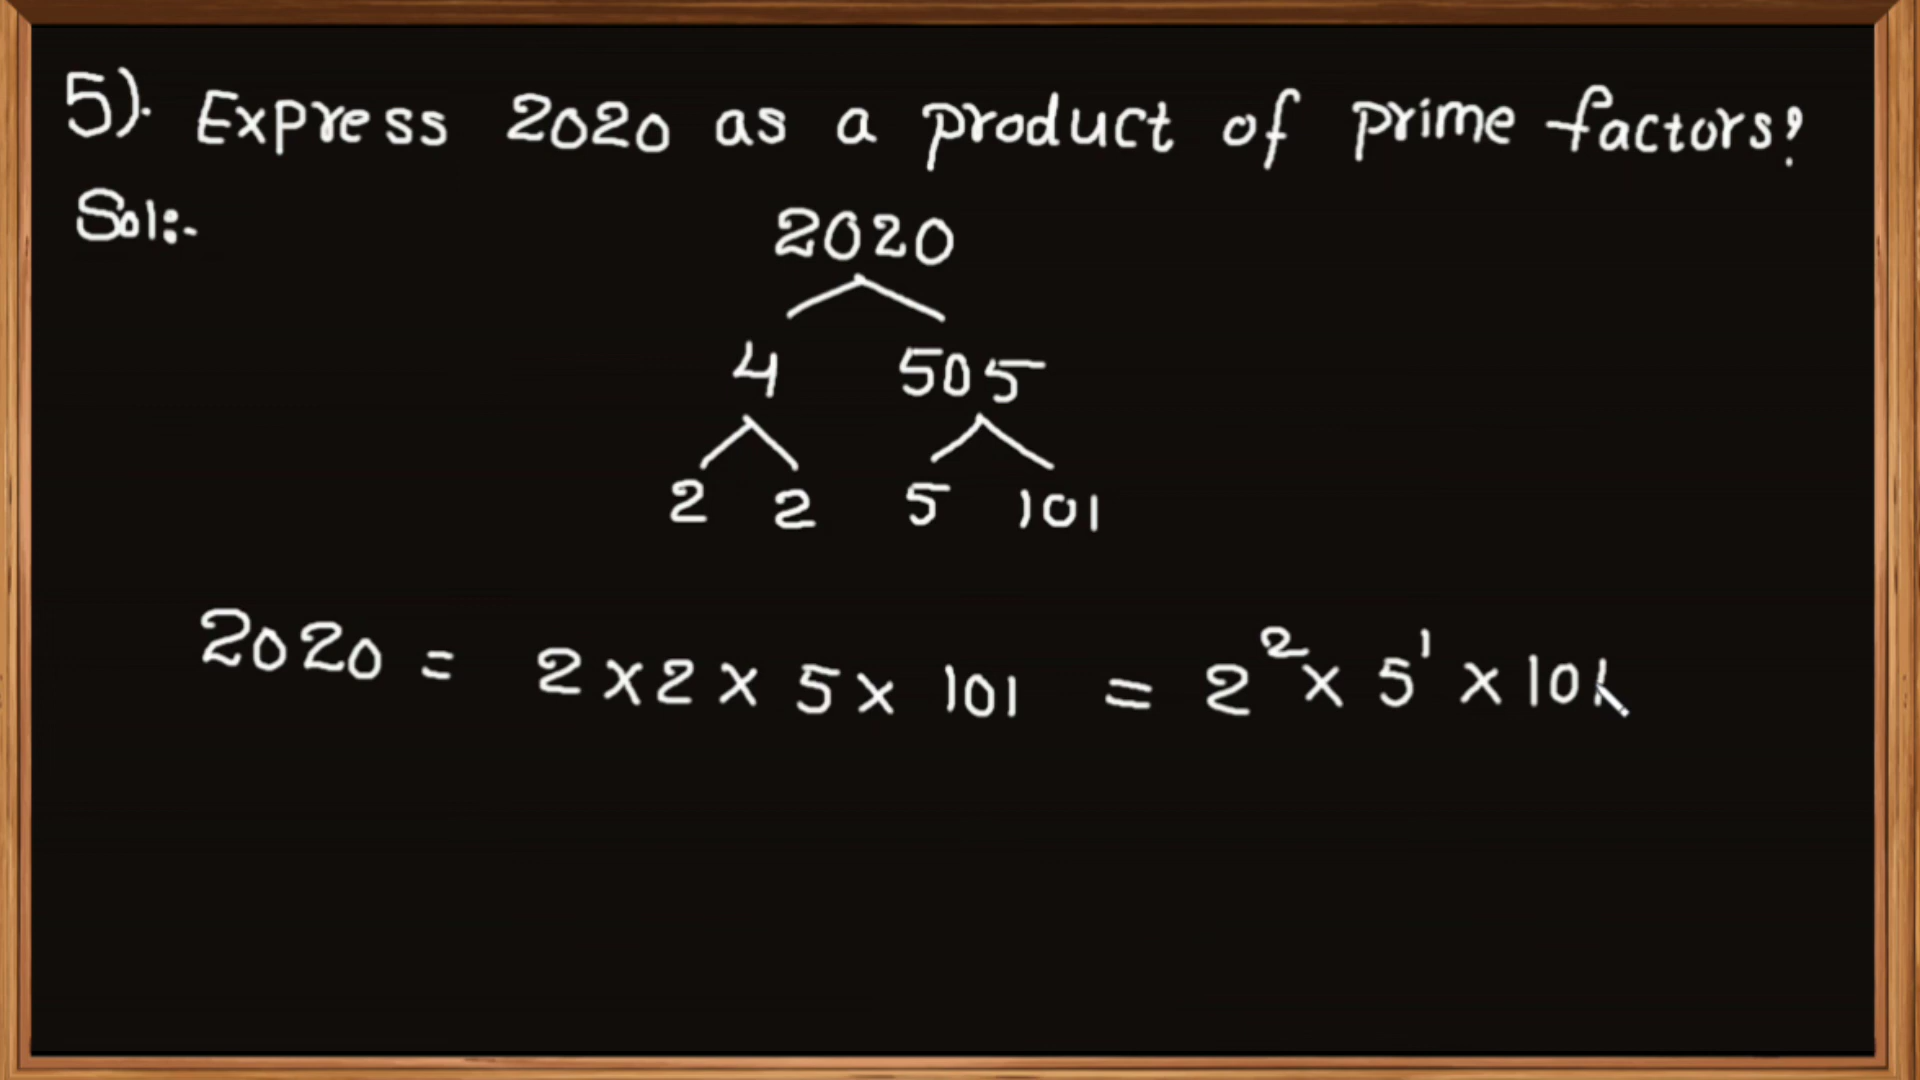 5). Express 2020 as a product of prime factors?
Sol:-
2020
4 505
2 2 5 101
2020 = 2 × 2 × 5 × 101 = 2² × 5¹ × 101